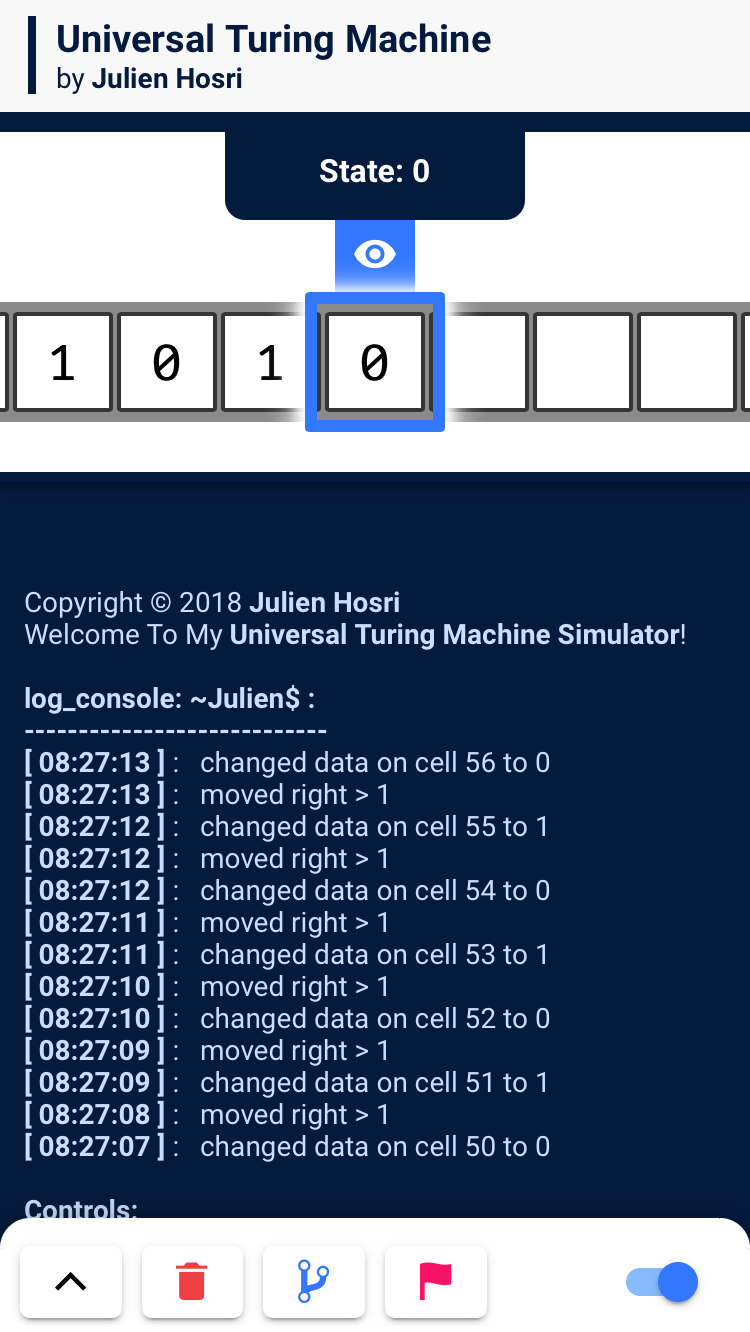 Universal Turing Machine
by Julien Hosri
State: 0
1 0 1 0
Copyright © 2018 Julien Hosri
Welcome To My Universal Turing Machine Simulator!
log_console: ~Julien$ :
----------------------------
[ 08:27:13 ] : changed data on cell 56 to 0
[ 08:27:13 ] : moved right > 1
[ 08:27:12 ] : changed data on cell 55 to 1
[ 08:27:12 ] : moved right > 1
[ 08:27:12 ] : changed data on cell 54 to 0
[ 08:27:11 ] : moved right > 1
[ 08:27:11 ] : changed data on cell 53 to 1
[ 08:27:10 ] : moved right > 1
[ 08:27:10 ] : changed data on cell 52 to 0
[ 08:27:09 ] : moved right > 1
[ 08:27:09 ] : changed data on cell 51 to 1
[ 08:27:08 ] : moved right > 1
[ 08:27:07 ] : changed data on cell 50 to 0
Controls: